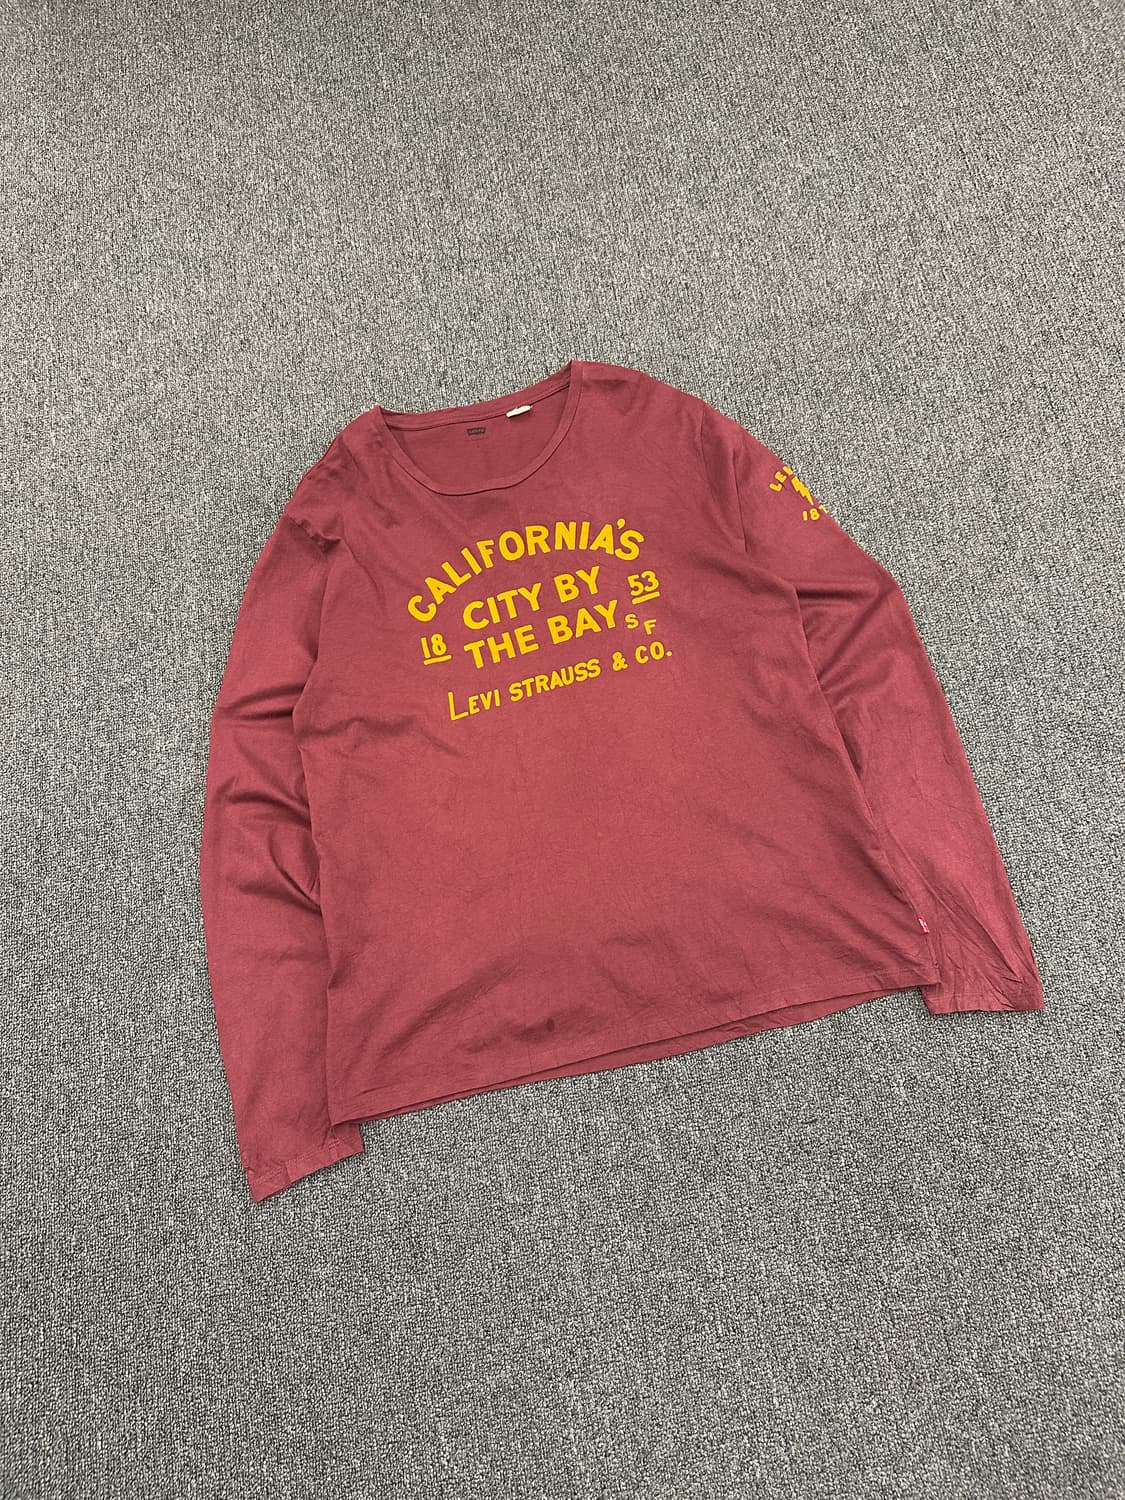 CALIFORNIA'S
CITY BY
THE BAY
18
53
S F
LEVI STRAUSS & CO.